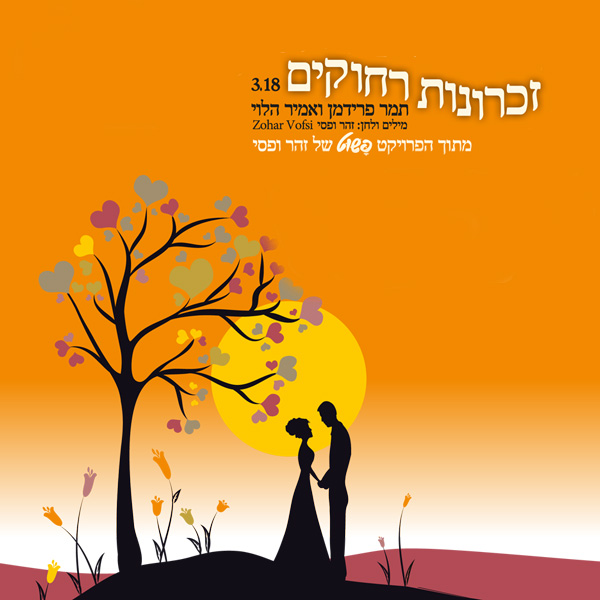 זכרונות רחוקים 3.18
תמר פרידמן ואמיר הלוי
מילים ולחן: זהר ופסי Zohar Vofsi
מתוך הפרויקט פָּשׁוּט של זהר ופסי